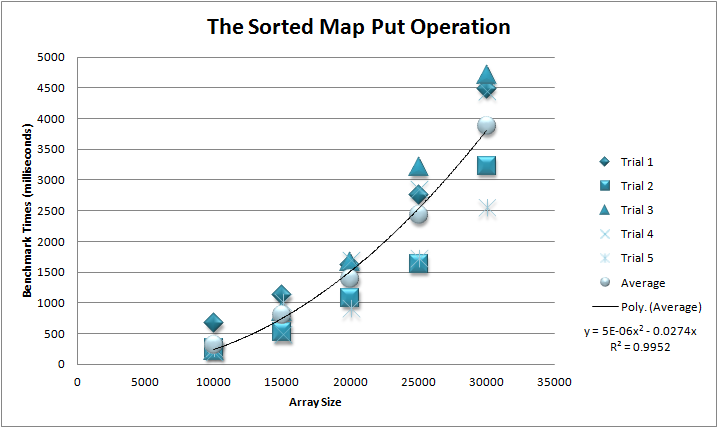 The Sorted Map Put Operation
Benchmark Times (milliseconds)
5000
4500
4000
3500
3000
2500
2000
1500
1000
500
0
0 5000 10000 15000 20000 25000 30000 35000
Array Size
Trial 1
Trial 2
Trial 3
Trial 4
Trial 5
Average
Poly. (Average)
y = 5E-06x² - 0.0274x
R² = 0.9952